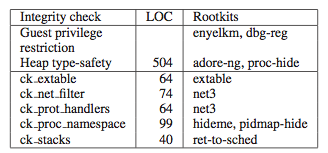 Integrity check LOC Rootkits
Guest privilege enyelkm, dbg-reg
restriction
Heap type-safety 504 adore-ng, proc-hide
ck_extable 64 extable
ck_net_filter 74 net3
ck_prot_handlers 64 net3
ck_proc_namespace 99 hideme, pidmap-hide
ck_stacks 40 ret-to-sched